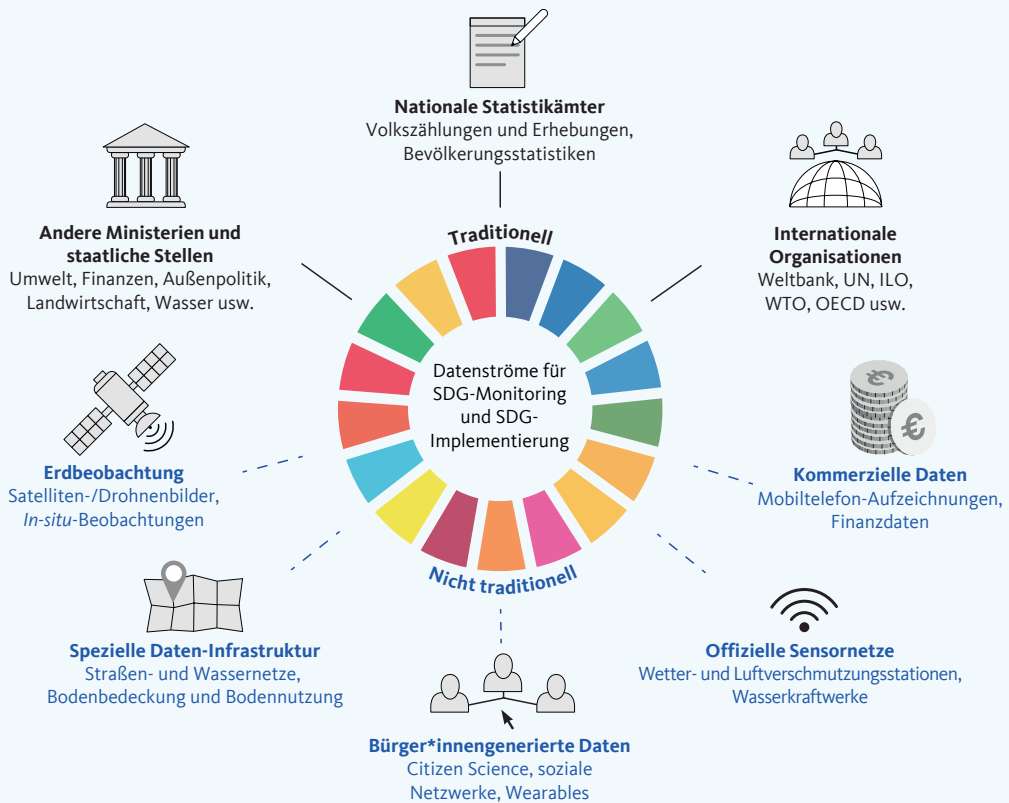 Nationale Statistikämter
Volkszählungen und Erhebungen,
Bevölkerungsstatistiken
Andere Ministerien und
staatliche Stellen
Umwelt, Finanzen, Außenpolitik,
Landwirtschaft, Wasser usw.
Traditionell
Internationale
Organisationen
Weltbank, UN, ILO,
WTO, OECD usw.
Datenströme für
SDG-Monitoring
und SDG-
Implementierung
Erdbeobachtung
Satelliten-/Drohnenbilder,
In-situ-Beobachtungen
€
€
Kommerzielle Daten
Mobiltelefon-Aufzeichnungen,
Finanzdaten
Nicht traditionell
Spezielle Daten-Infrastruktur
Straßen- und Wassernetze,
Bodenbedeckung und Bodennutzung
Offizielle Sensornetze
Wetter- und Luftverschmutzungsstationen,
Wasserkraftwerke
Bürger*innengenerierte Daten
Citizen Science, soziale
Netzwerke, Wearables